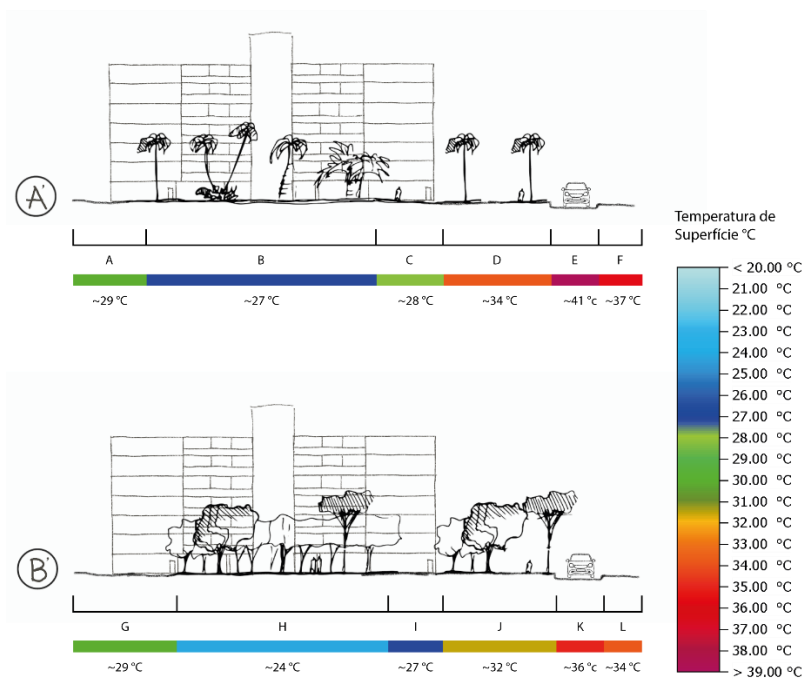 A'
A B C D E F
~29 °C ~27 °C ~28 °C ~34 °C ~41 °c ~37 °C
Temperatura de
Superfície °C
< 20.00 °C
21.00 °C
22.00 °C
23.00 °C
24.00 °C
25.00 °C
26.00 °C
27.00 °C
28.00 °C
29.00 °C
30.00 °C
31.00 °C
32.00 °C
33.00 °C
34.00 °C
35.00 °C
36.00 °C
37.00 °C
38.00 °C
> 39.00 °C
B'
G H I J K L
~29 °C ~24 °C ~27 °C ~32 °C ~36 °c ~34 °C